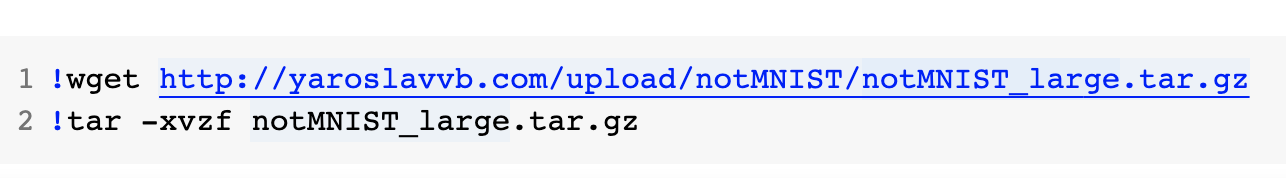 1 !wget http://yaroslavvb.com/upload/notMNIST/notMNIST_large.tar.gz
2 !tar -xvzf notMNIST_large.tar.gz